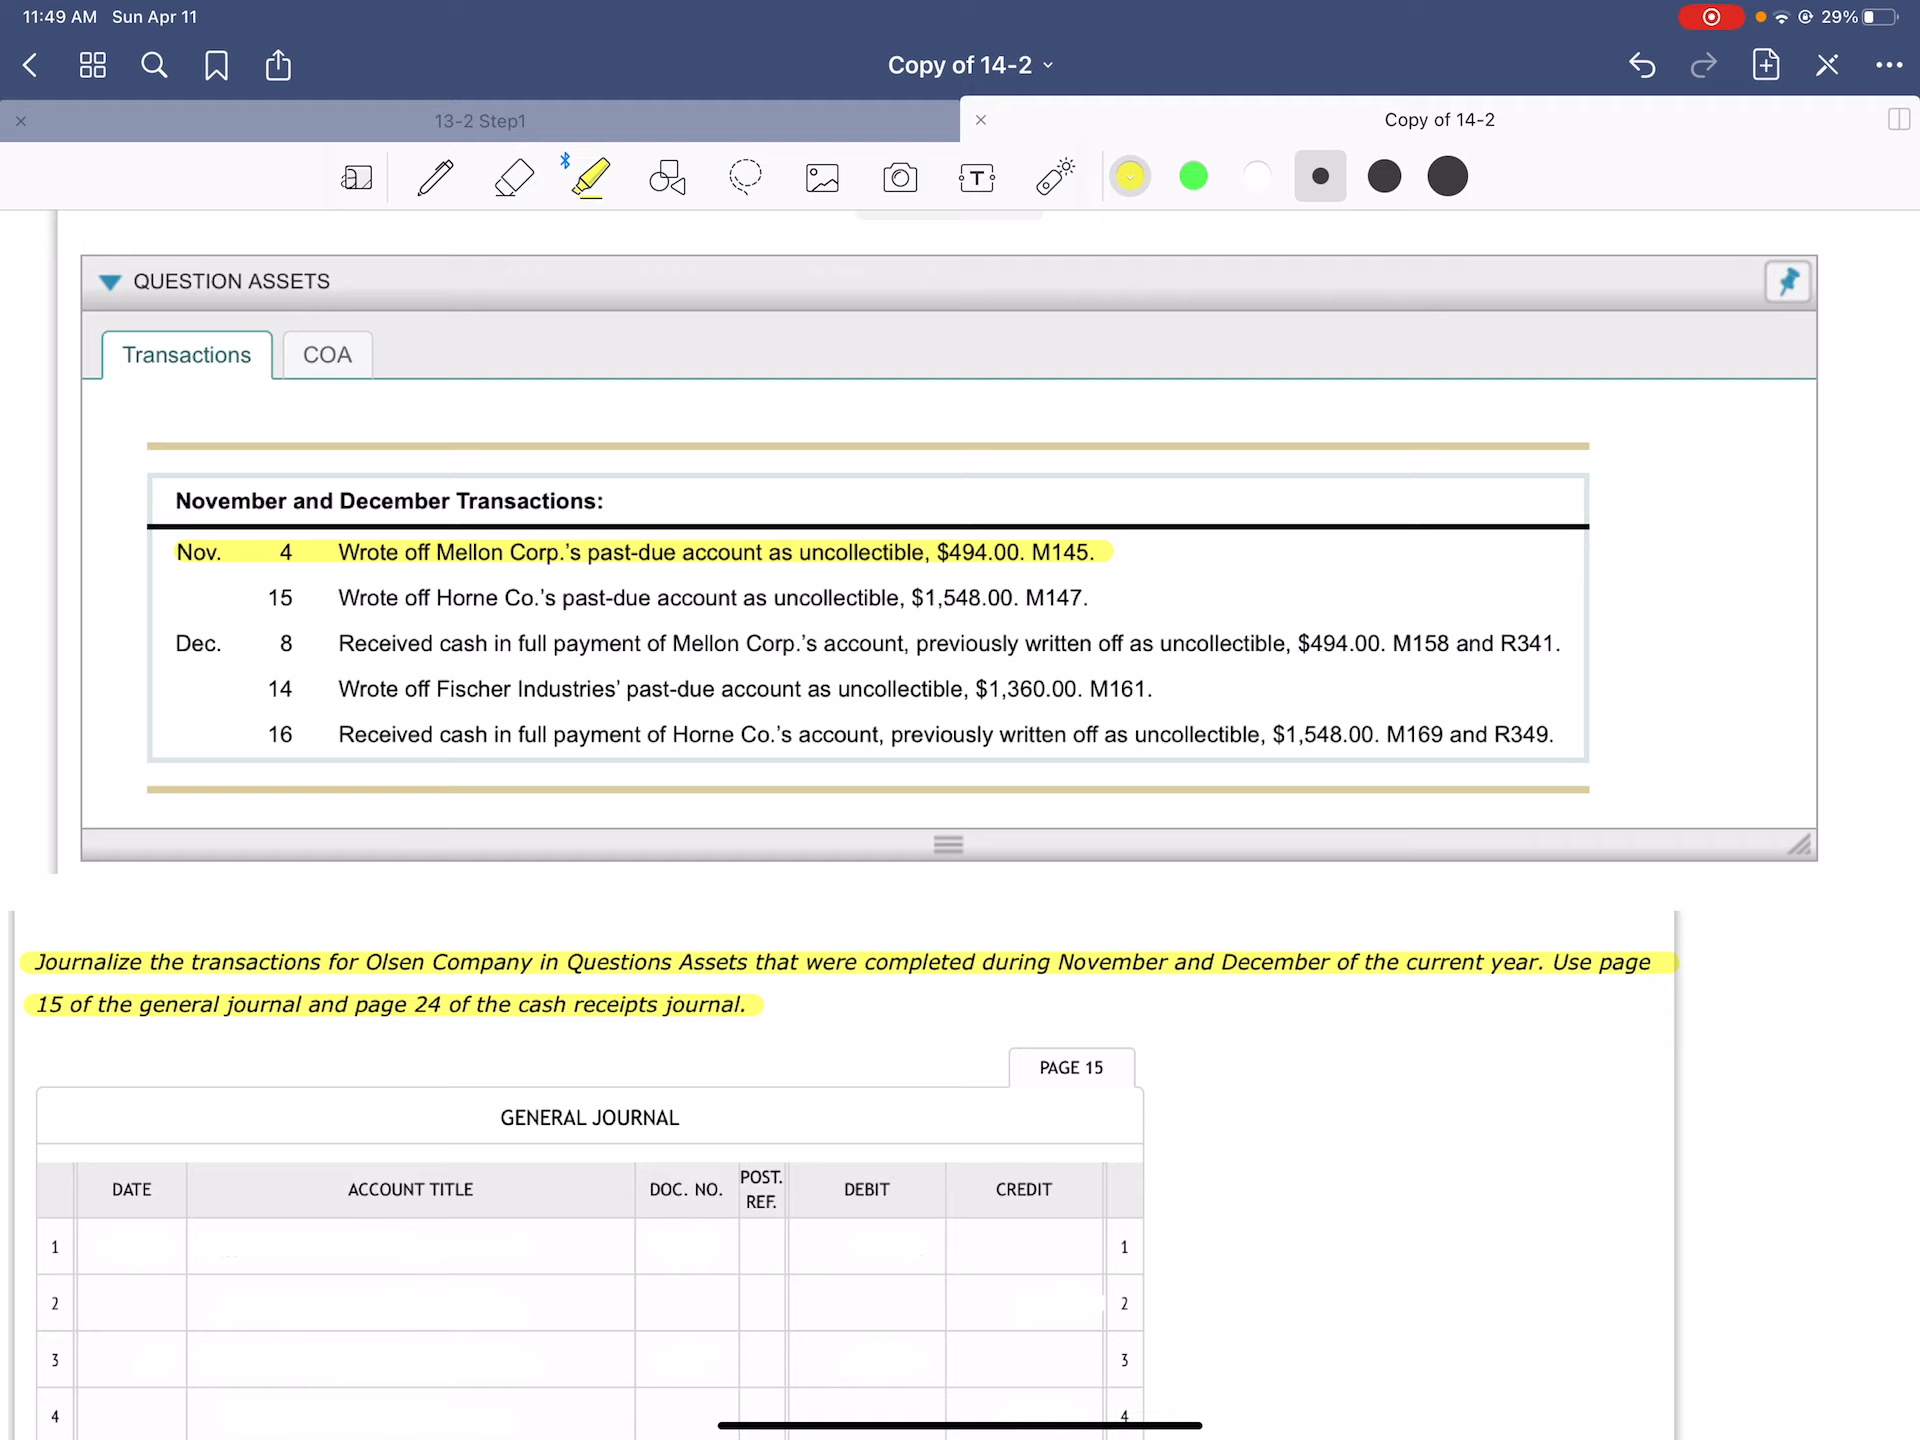 11:49 AM Sun Apr 11 29%
Copy of 14-2
13-2 Step1
Copy of 14-2
QUESTION ASSETS
Transactions COA
November and December Transactions:
Nov. 4 Wrote off Mellon Corp.'s past-due account as uncollectible, $494.00. M145.
15 Wrote off Horne Co.'s past-due account as uncollectible, $1,548.00. M147.
Dec. 8 Received cash in full payment of Mellon Corp.'s account, previously written off as uncollectible, $494.00. M158 and R341.
14 Wrote off Fischer Industries' past-due account as uncollectible, $1,360.00. M161.
16 Received cash in full payment of Horne Co.'s account, previously written off as uncollectible, $1,548.00. M169 and R349.
Journalize the transactions for Olsen Company in Questions Assets that were completed during November and December of the current year. Use page
15 of the general journal and page 24 of the cash receipts journal.
PAGE 15
GENERAL JOURNAL
DATE ACCOUNT TITLE DOC. NO. POST. REF. DEBIT CREDIT
1 1
2 2
3 3
4 4